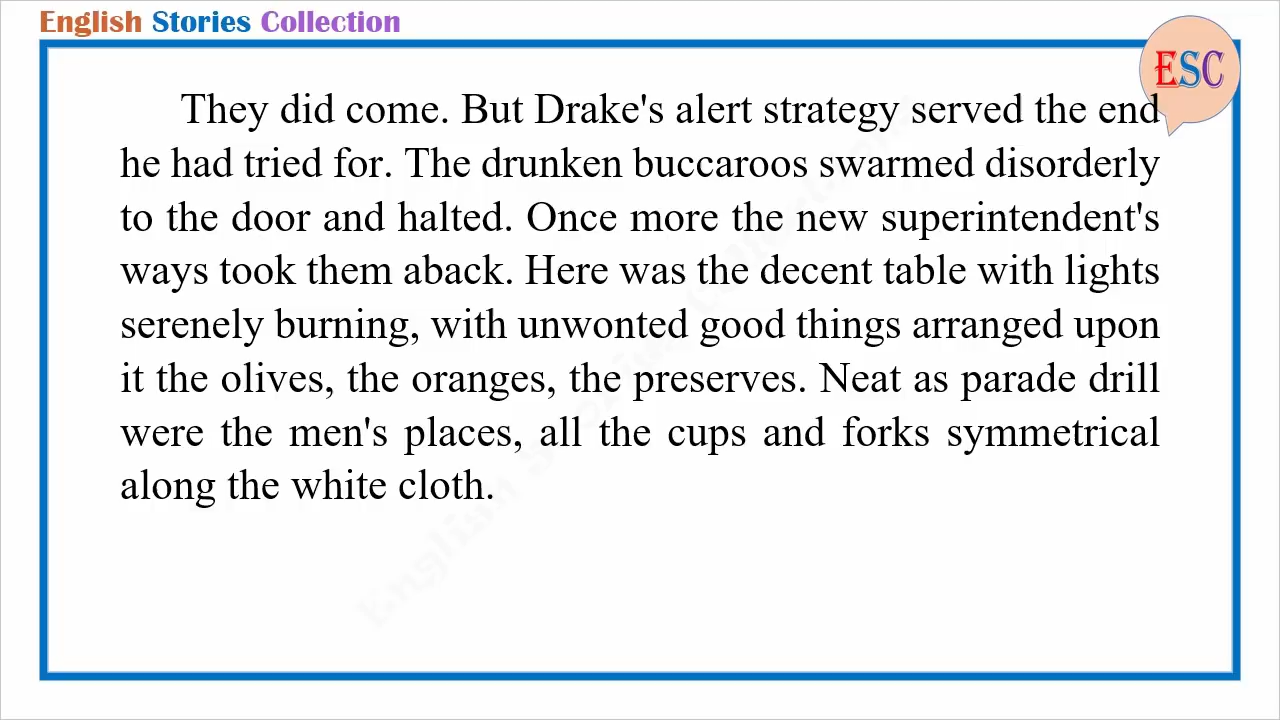 English Stories Collection
ESC
They did come. But Drake's alert strategy served the end
he had tried for. The drunken buccaroos swarmed disorderly
to the door and halted. Once more the new superintendent's
ways took them aback. Here was the decent table with lights
serenely burning, with unwonted good things arranged upon
it the olives, the oranges, the preserves. Neat as parade drill
were the men's places, all the cups and forks symmetrical
along the white cloth.
English Stories Collection